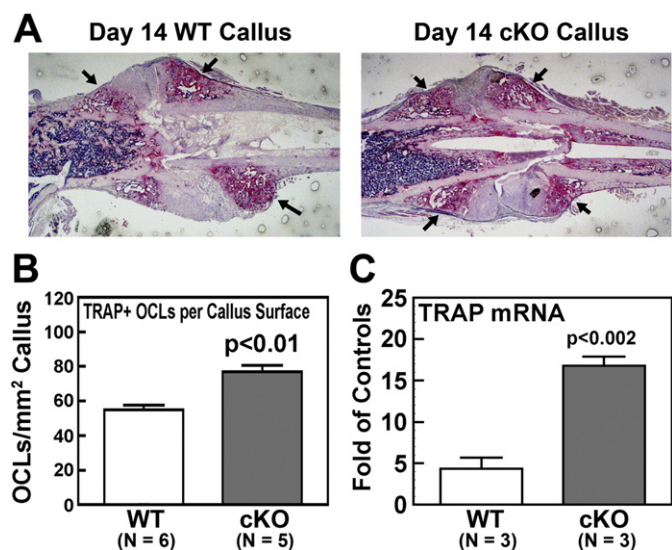 A
Day 14 WT Callus
Day 14 cKO Callus
B
TRAP+ OCLs per Callus Surface
p<0.01
OCLs/mm² Callus
120
100
80
60
40
20
0
WT
(N = 6)
cKO
(N = 5)
C
TRAP mRNA
p<0.002
Fold of Controls
25
20
15
10
5
0
WT
(N = 3)
cKO
(N = 3)